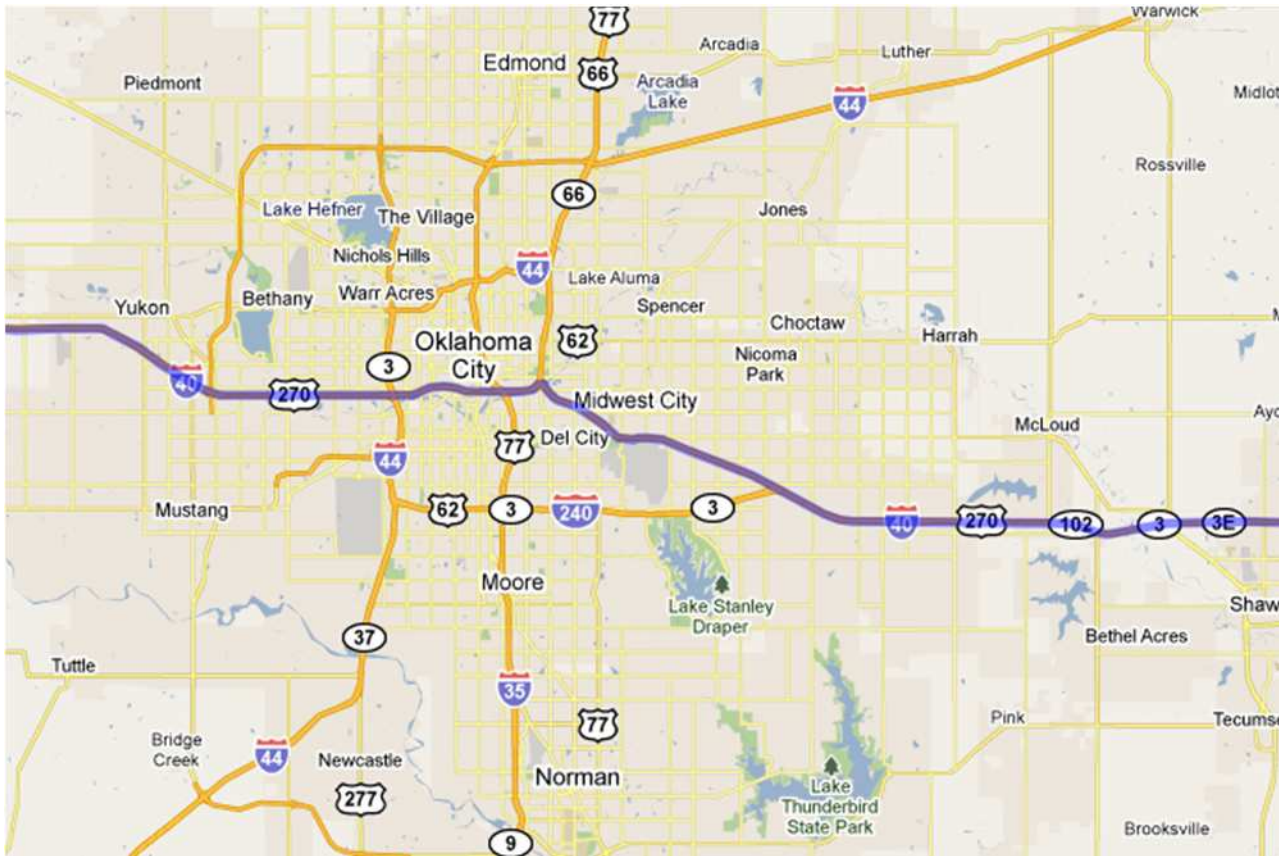 77
Warwick
Edmond
Arcadia
Luther
66
Piedmont
Arcadia
Lake
44
Rossville
66
Lake Hefner
The Village
Jones
Nichols Hills
44
Lake Aluma
Yukon
Bethany
Warr Acres
Spencer
Choctaw
Harrah
Oklahoma
City
62
Nicoma
Park
3
40
270
Midwest City
McLoud
Del City
77
44
Mustang
62
3
240
3
40
270
102
3
3E
Moore
Lake Stanley
Draper
Bethel Acres
37
Tuttle
35
77
Pink
Bridge
Creek
44
Newcastle
Norman
Lake
Thunderbird
State Park
277
9
Brooksville